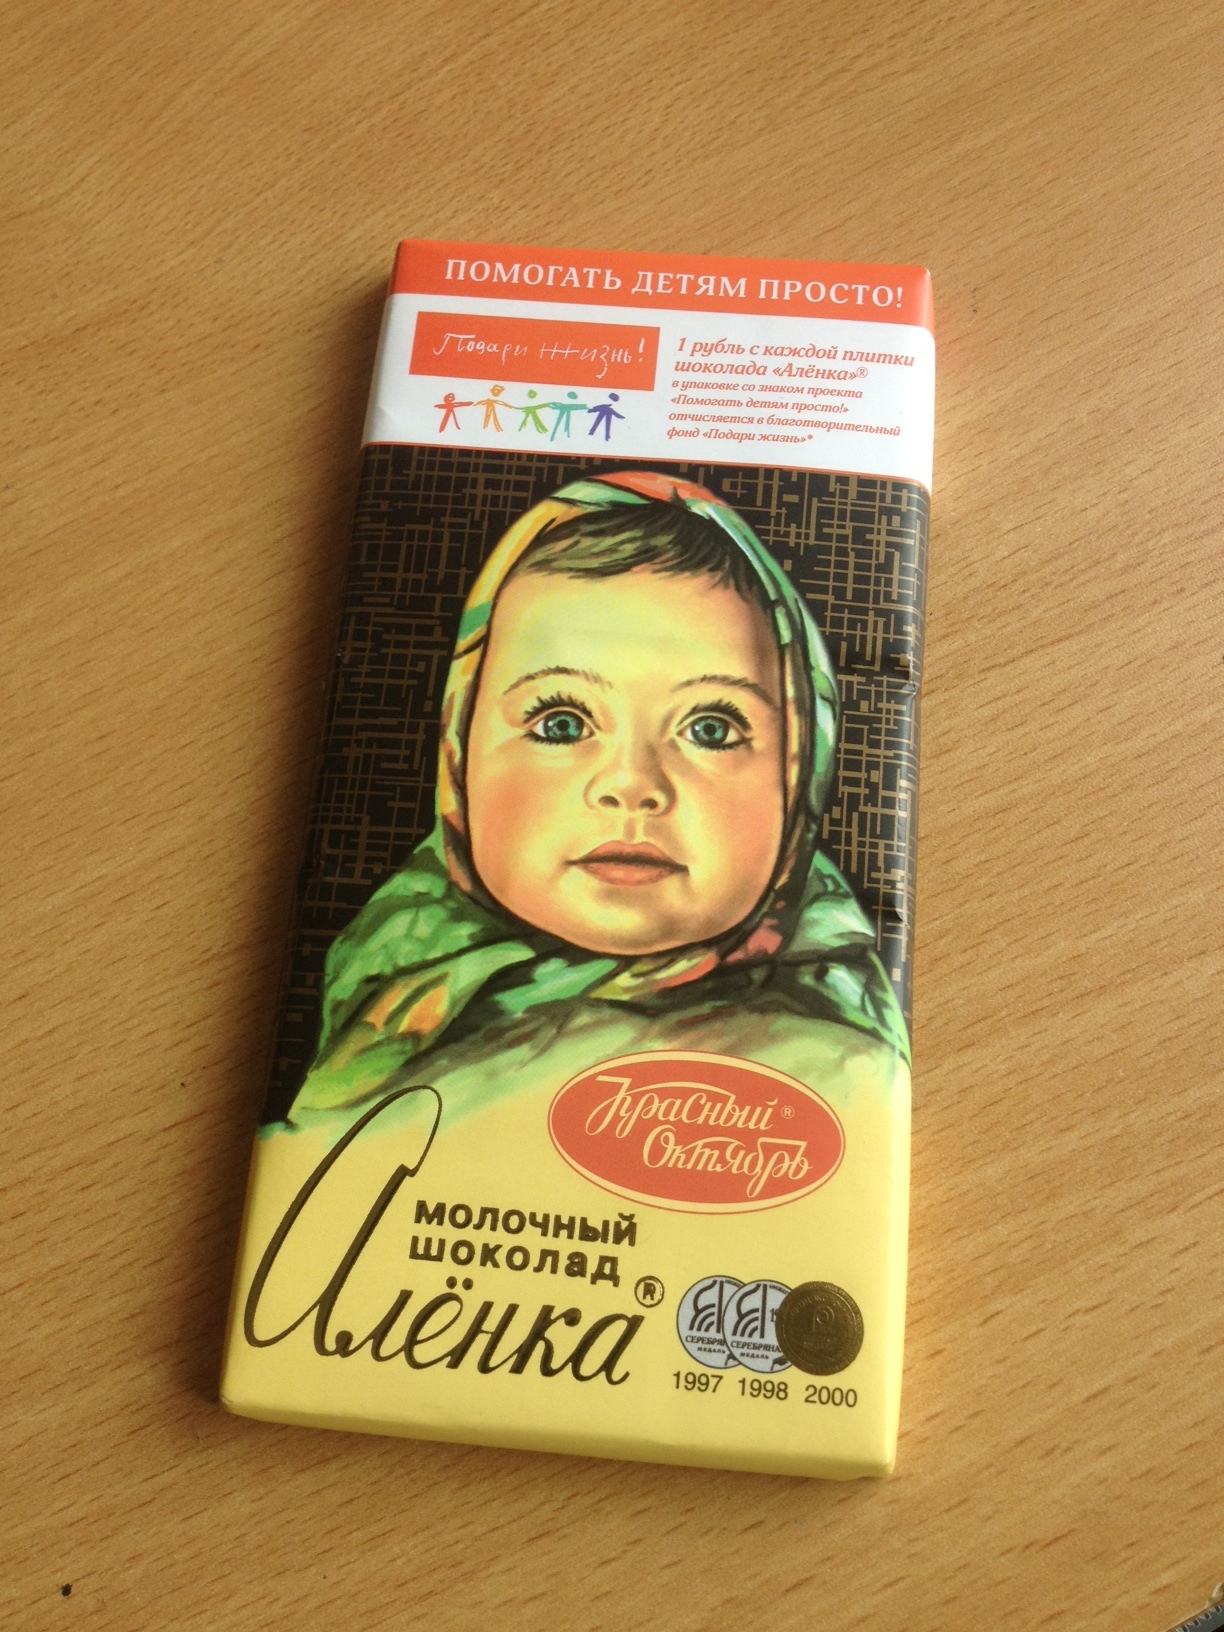 ПОМОГАТЬ ДЕТЯМ ПРОСТО!
Подари жизнь!
1 рубль с каждой плитки
шоколада «Алёнка»®
в упаковке со знаком проекта
«Помогать детям просто!»
отчисляется в благотворительный
фонд «Подари жизнь»*
Красный ®
Октябрь
молочный
шоколад
Алёнка®
СЕРЕБРЯНАЯ
МЕДАЛЬ
1997 1998 2000